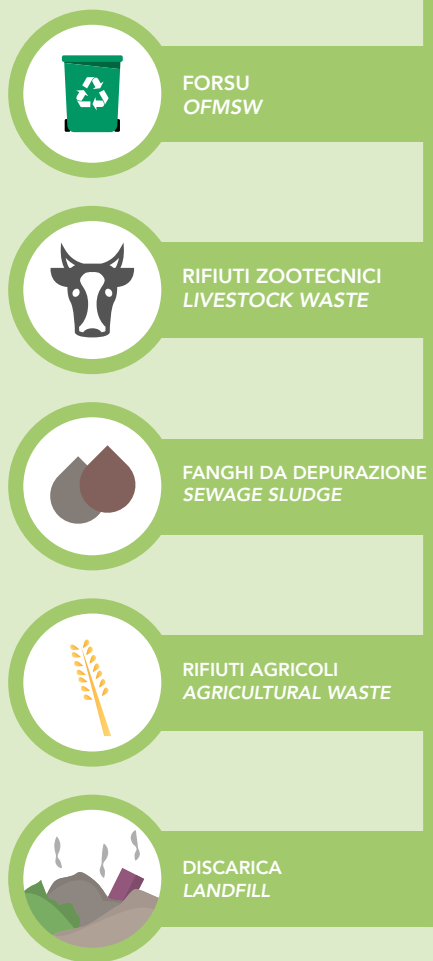 FORSU
OFMSW
RIFIUTI ZOOTECNICI
LIVESTOCK WASTE
FANGHI DA DEPURAZIONE
SEWAGE SLUDGE
RIFIUTI AGRICOLI
AGRICULTURAL WASTE
DISCARICA
LANDFILL